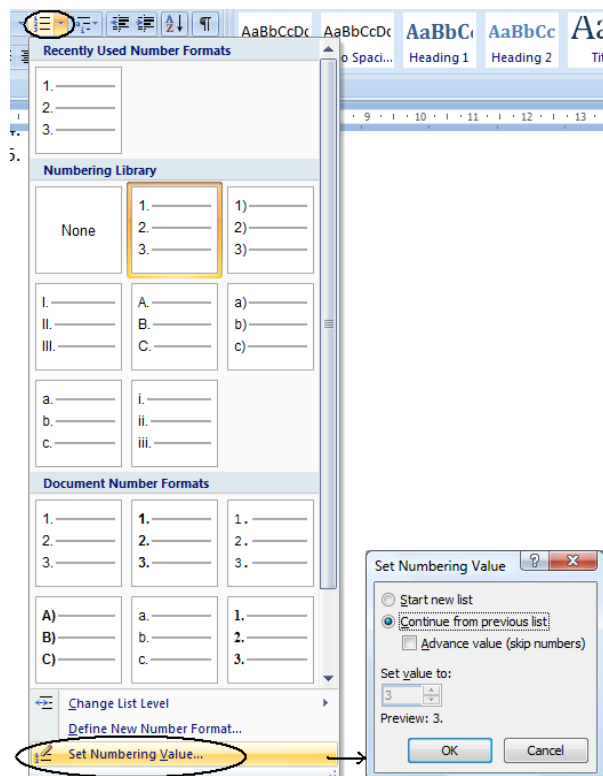 AaBbCcDc AaBbCcDc AaBbC AaBbCc
o Spaci... Heading 1 Heading 2
Recently Used Number Formats
1.
2.
3.
9 10 11 12 13
5.
Numbering Library
None
1. 1)
2. 2)
3. 3)
I. A. a)
II. B. b)
III. C. c)
a. i.
b. ii.
c. iii.
Document Number Formats
1. 1. 1.
2. 2. 2.
3. 3. 3.
A) a. 1.
B) b. 2.
C) c. 3.
Change List Level
Define New Number Format...
Set Numbering Value...
Set Numbering Value
Start new list
Continue from previous list
Advance value (skip numbers)
Set value to:
3
Preview: 3.
OK Cancel